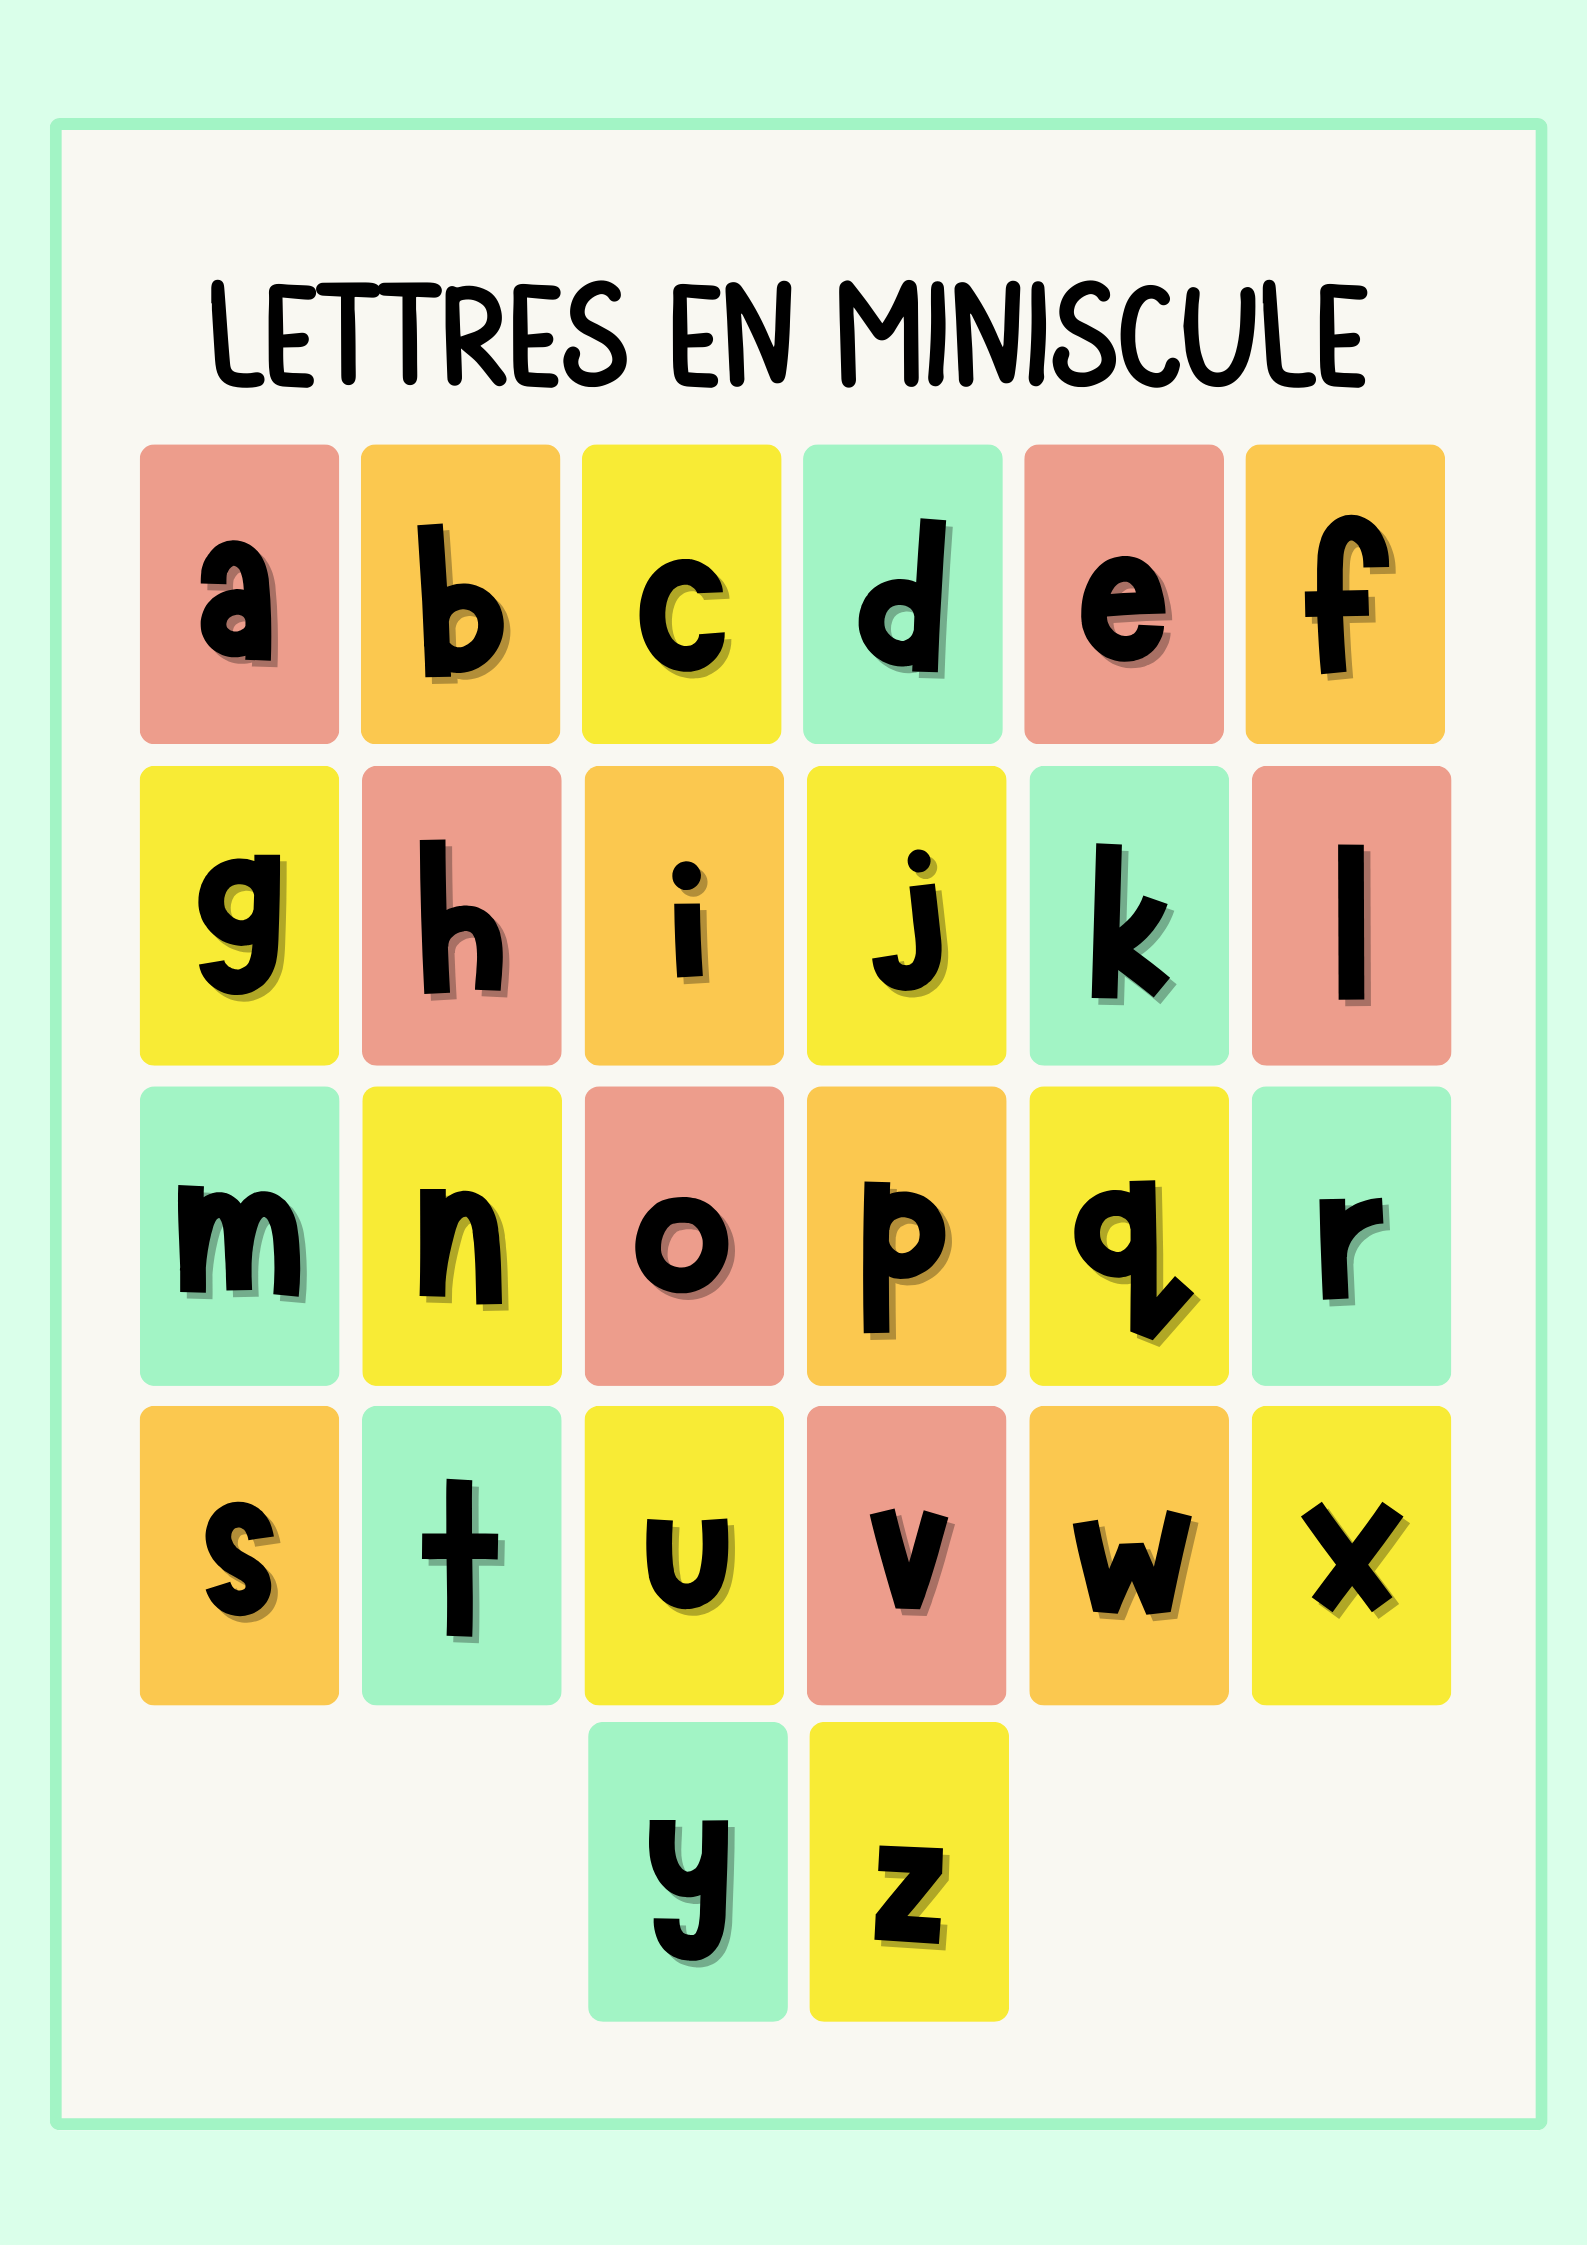 LETTRES EN MINISCULE
a b c d e f
g h i j k l
m n o p q r
s t u v w x
y z